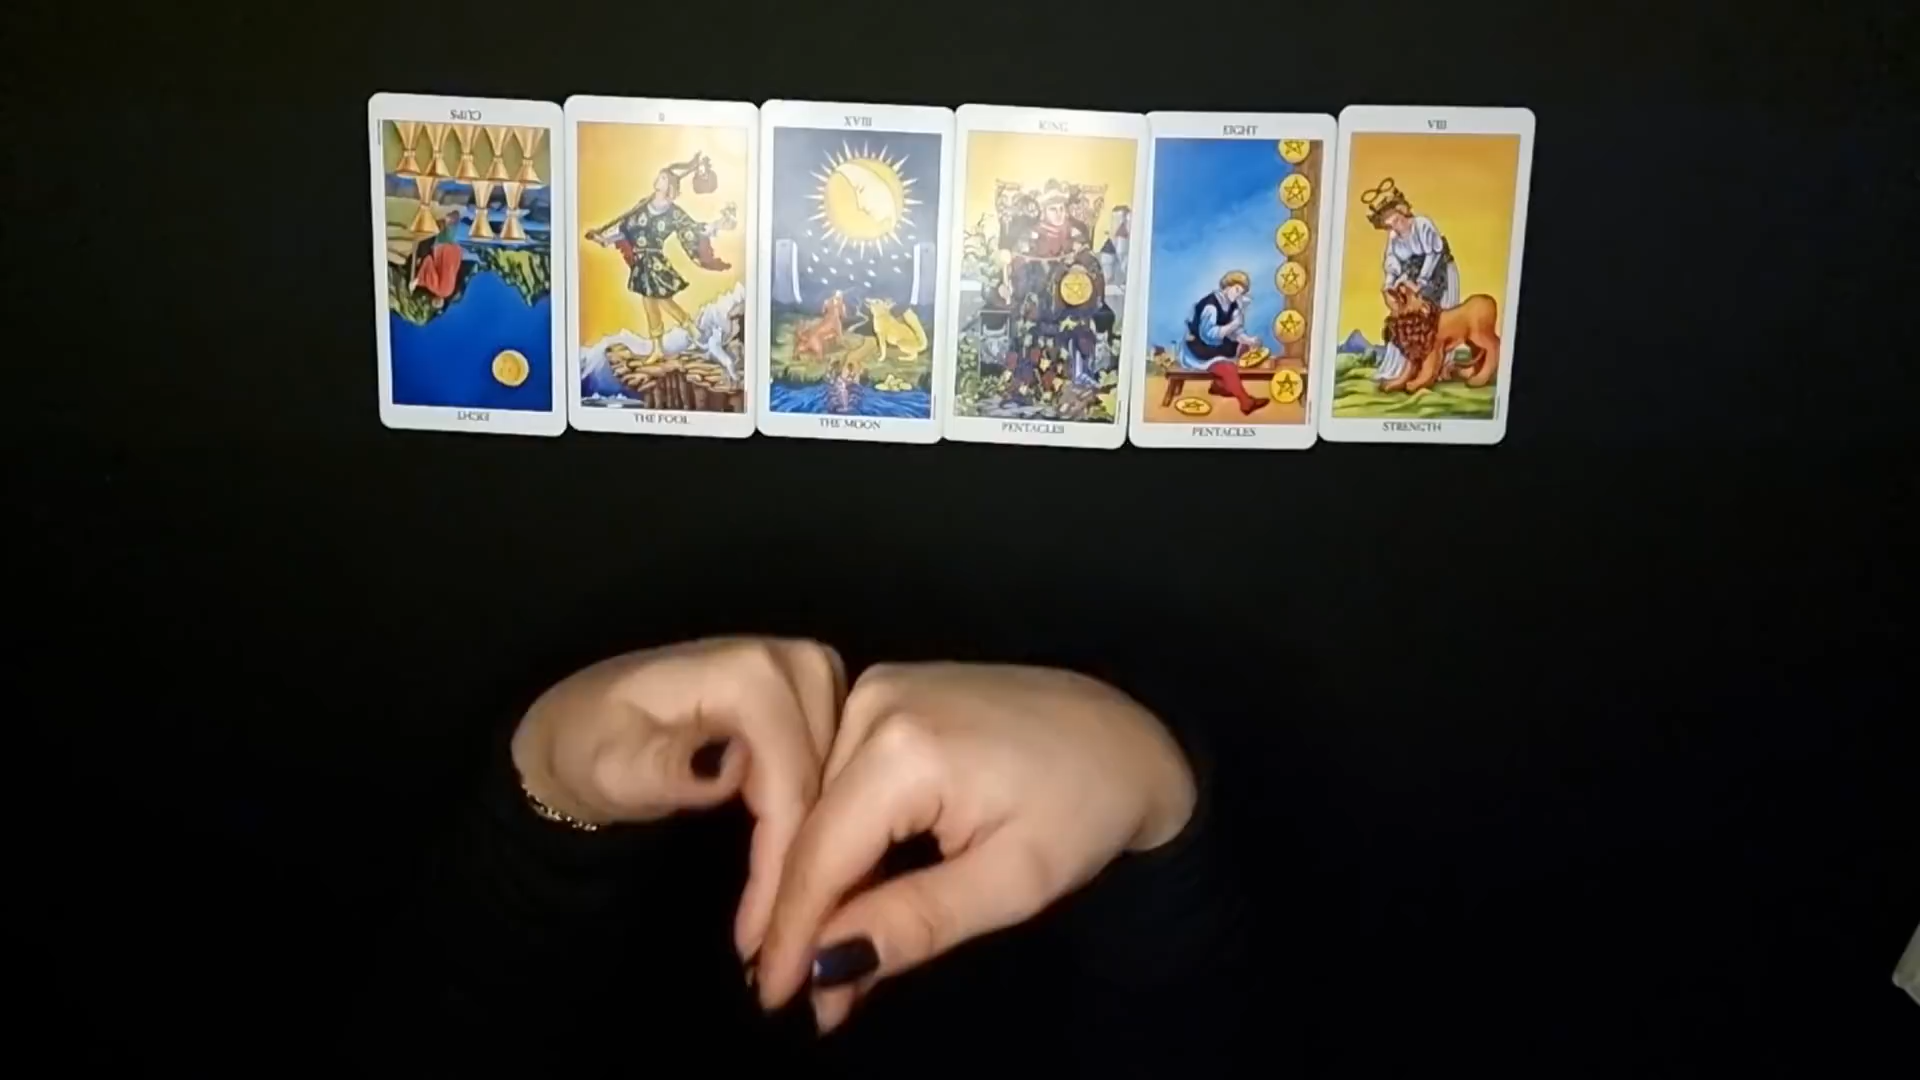 CUPS
EIGHT
0
THE FOOL
XVIII
THE MOON
KING
PENTACLES
EIGHT
PENTACLES
VIII
STRENGTH